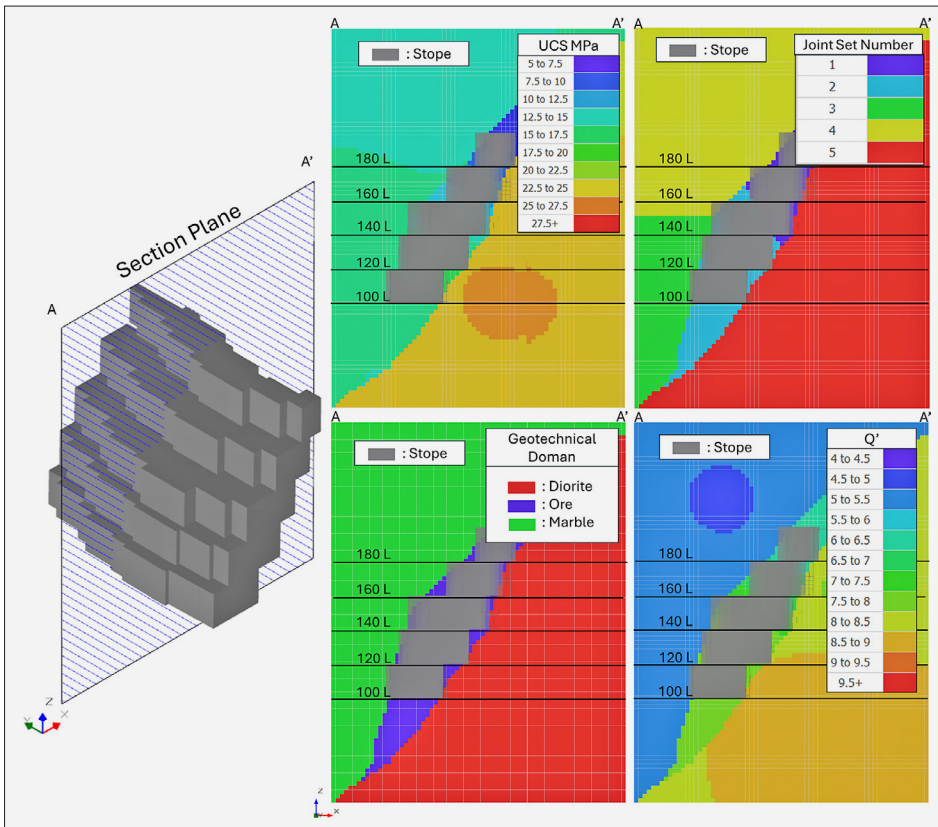 A
A'
Section Plane
Z
Y
X
A
A'
: Stope
UCS MPa
5 to 7.5
7.5 to 10
10 to 12.5
12.5 to 15
15 to 17.5
17.5 to 20
20 to 22.5
22.5 to 25
25 to 27.5
27.5+
180 L
160 L
140 L
120 L
100 L
A
A'
: Stope
Joint Set Number
1
2
3
4
5
180 L
160 L
140 L
120 L
100 L
A
A'
: Stope
Geotechnical
Doman
: Diorite
: Ore
: Marble
180 L
160 L
140 L
120 L
100 L
Z
Y
X
A
A'
: Stope
Q'
4 to 4.5
4.5 to 5
5 to 5.5
5.5 to 6
6 to 6.5
6.5 to 7
7 to 7.5
7.5 to 8
8 to 8.5
8.5 to 9
9 to 9.5
9.5+
180 L
160 L
140 L
120 L
100 L